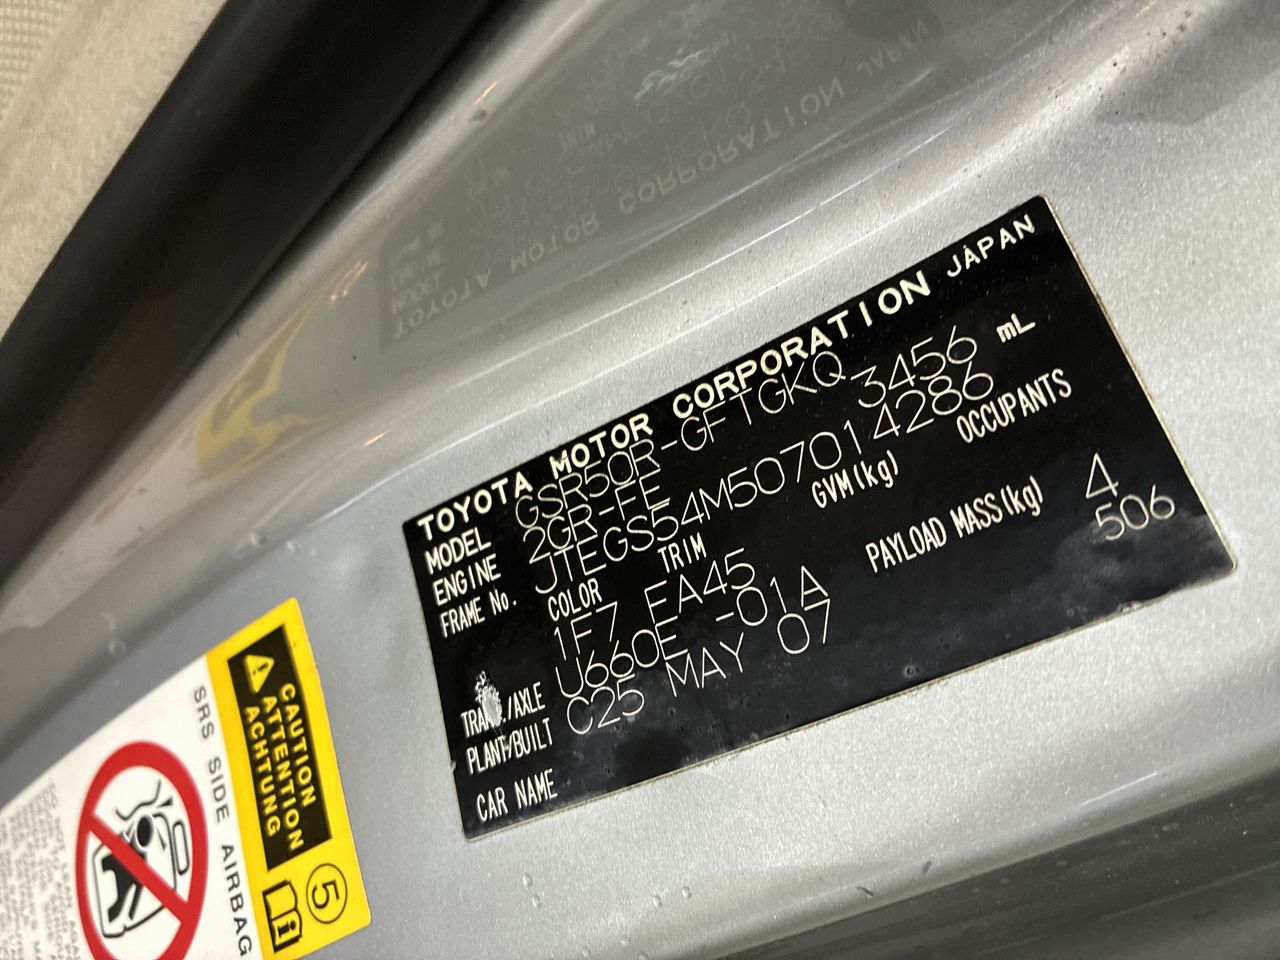 TOYOTA MOTOR CORPORATION JAPAN
MODEL GSR50R-GFTGKQ
ENGINE 2GR-FE 3456 mL
FRAME No. JTEGS54M507014286
COLOR TRIM GVM(kg) OCCUPANTS
1F7 EA45 4
TRANS./AXLE U660E -01A PAYLOAD MASS(kg) 506
PLANT/BUILT C25 MAY 07
CAR NAME
CAUTION
ATTENTION
ACHTUNG
5
SRS SIDE AIRBAG